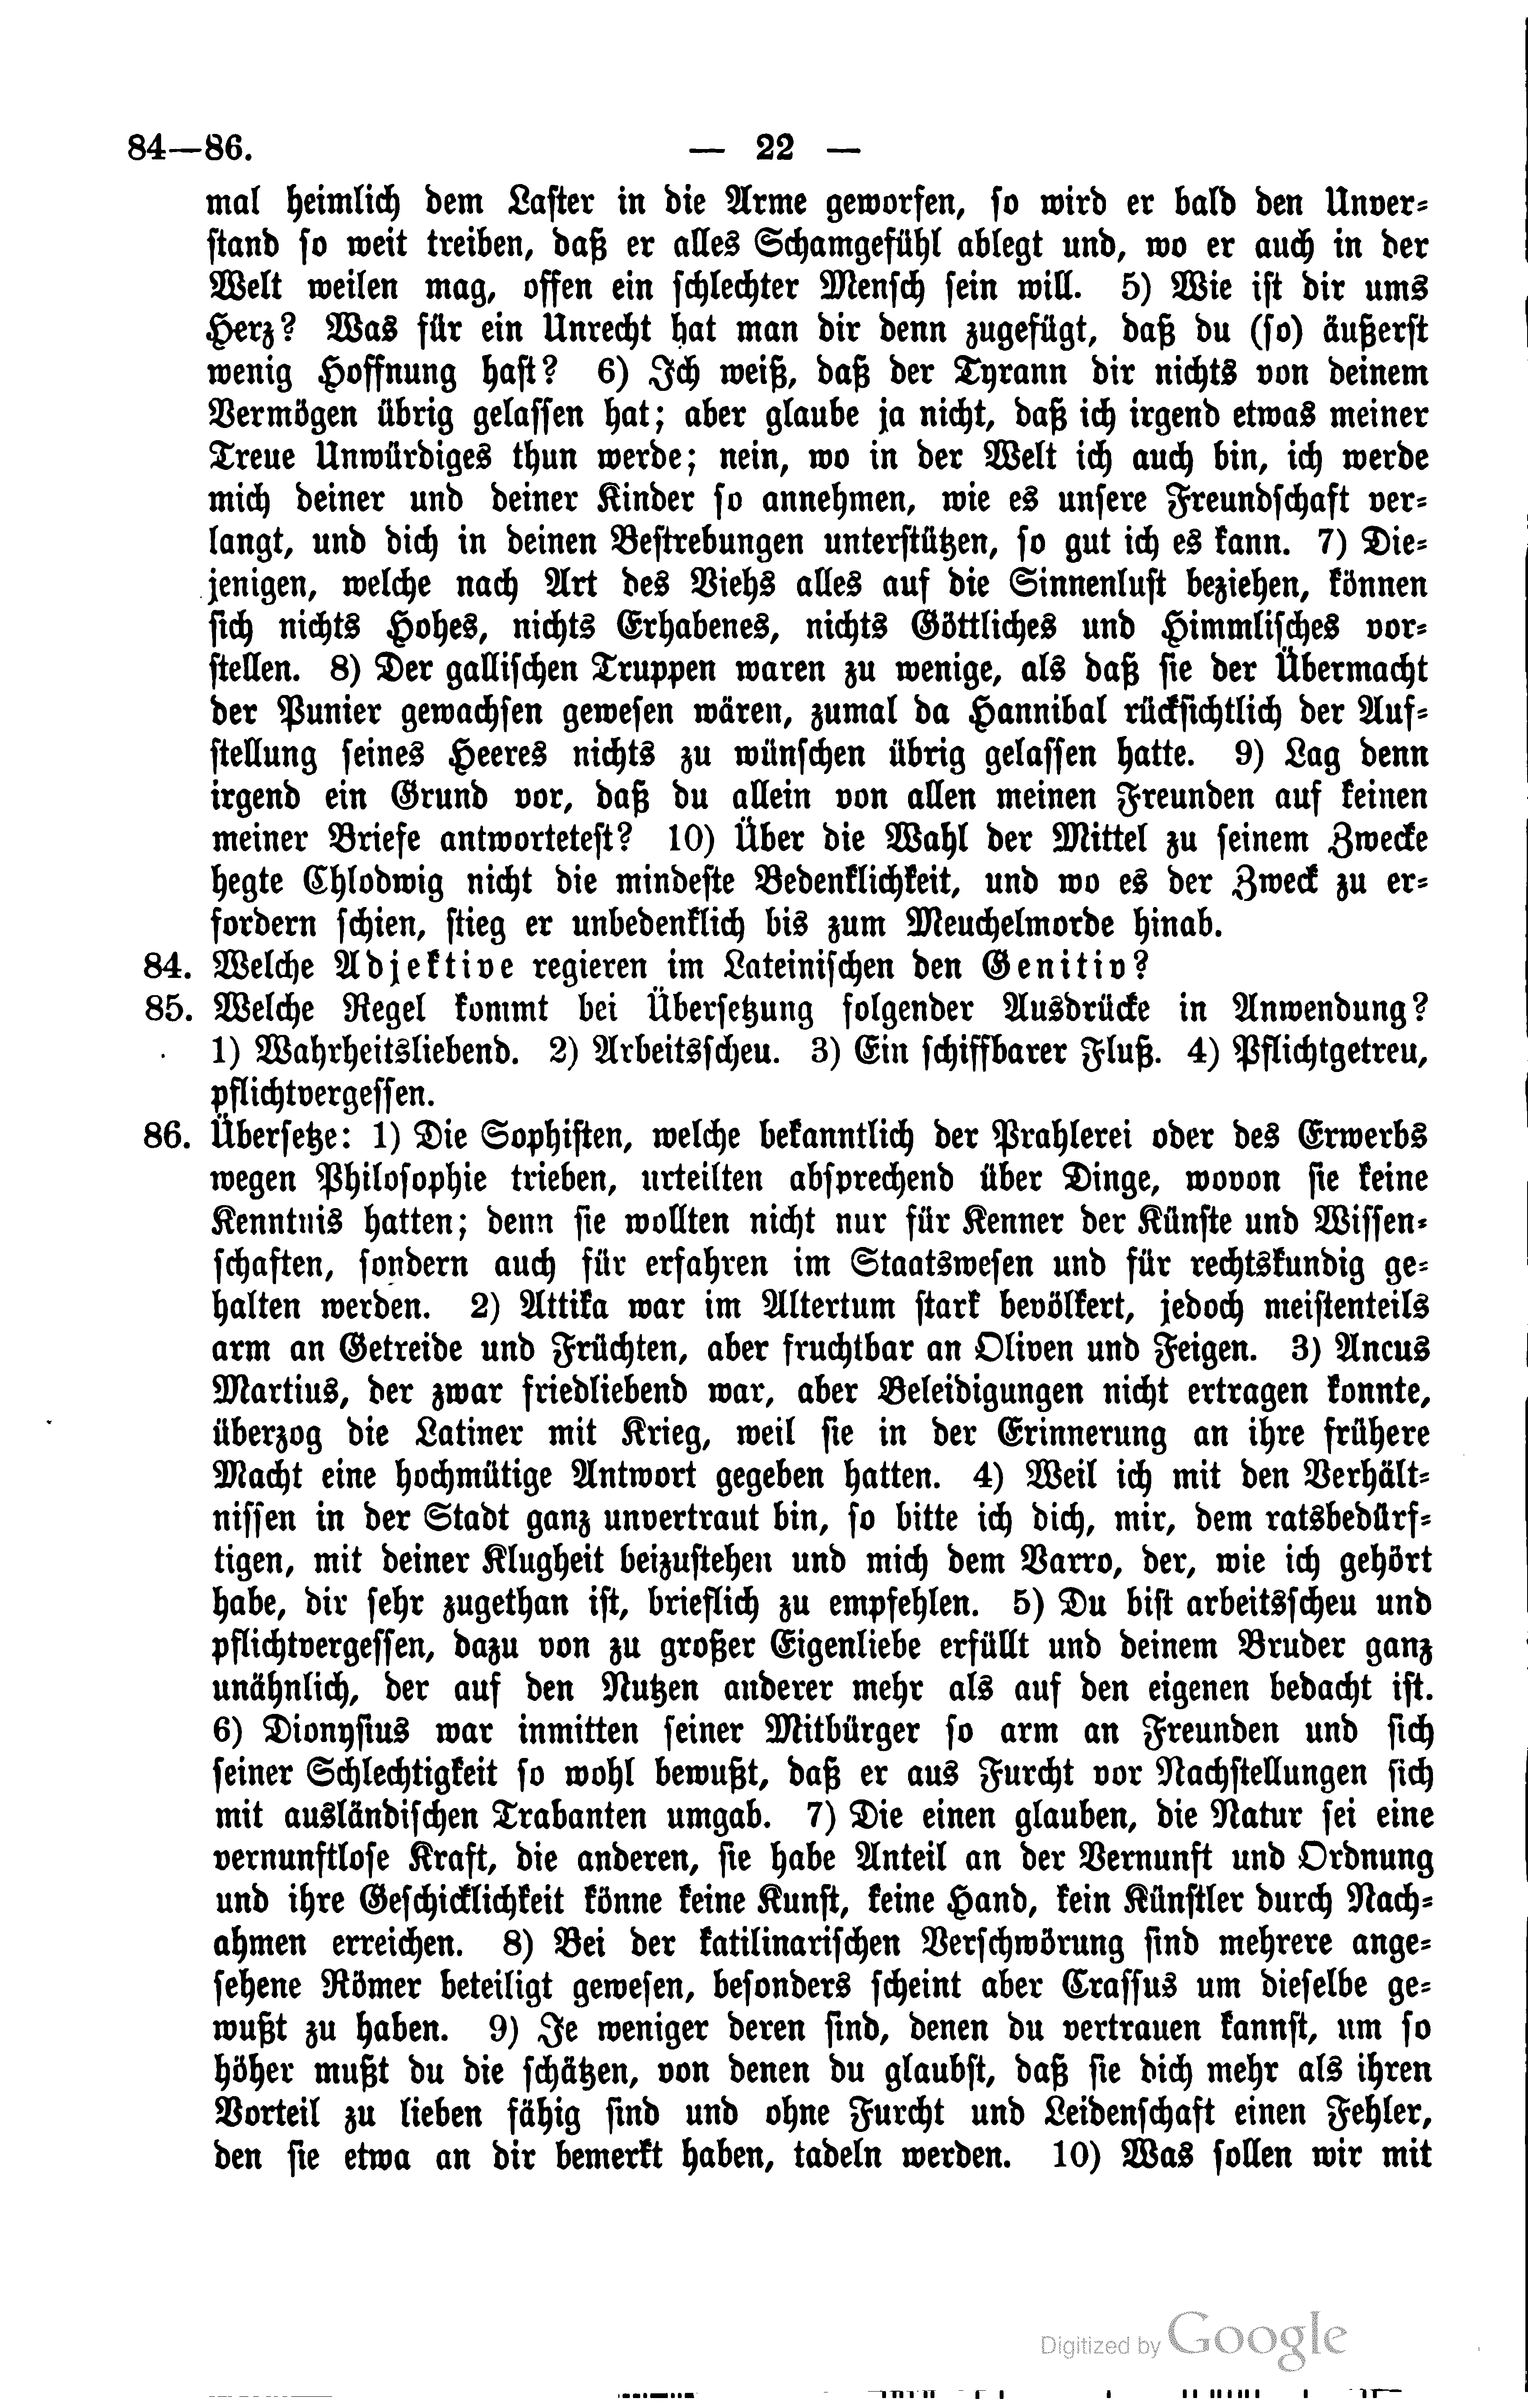 84—86.
— 22 —
mal heimlich dem Laster in die Arme geworfen, so wird er bald den Unver-
stand so weit treiben, daß er alles Schamgefühl ablegt und, wo er auch in der
Welt weilen mag, offen ein schlechter Mensch sein will. 5) Wie ist dir ums
Herz? Was für ein Unrecht hat man dir denn zugefügt, daß du (so) äußerst
wenig Hoffnung hast? 6) Ich weiß, daß der Tyrann dir nichts von deinem
Vermögen übrig gelassen hat; aber glaube ja nicht, daß ich irgend etwas meiner
Treue Unwürdiges thun werde; nein, wo in der Welt ich auch bin, ich werde
mich deiner und deiner Kinder so annehmen, wie es unsere Freundschaft ver-
langt, und dich in deinen Bestrebungen unterstützen, so gut ich es kann. 7) Die-
jenigen, welche nach Art des Viehs alles auf die Sinnenlust beziehen, können
sich nichts Hohes, nichts Erhabenes, nichts Göttliches und Himmlisches vor-
stellen. 8) Der gallischen Truppen waren zu wenige, als daß sie der Übermacht
der Punier gewachsen gewesen wären, zumal da Hannibal rücksichtlich der Auf-
stellung seines Heeres nichts zu wünschen übrig gelassen hatte. 9) Lag denn
irgend ein Grund vor, daß du allein von allen meinen Freunden auf keinen
meiner Briefe antwortetest? 10) Über die Wahl der Mittel zu seinem Zwecke
hegte Chlodwig nicht die mindeste Bedenklichkeit, und wo es der Zweck zu er-
fordern schien, stieg er unbedenklich bis zum Meuchelmorde hinab.
84. Welche Adjektive regieren im Lateinischen den Genitiv?
85. Welche Regel kommt bei Übersetzung folgender Ausdrücke in Anwendung?
1) Wahrheitsliebend. 2) Arbeitsscheu. 3) Ein schiffbarer Fluß. 4) Pflichtgetreu,
pflichtvergessen.
86. Übersetze: 1) Die Sophisten, welche bekanntlich der Prahlerei oder des Erwerbs
wegen Philosophie trieben, urteilten absprechend über Dinge, wovon sie keine
Kenntnis hatten; denn sie wollten nicht nur für Kenner der Künste und Wissen-
schaften, sondern auch für erfahren im Staatswesen und für rechtskundig ge-
halten werden. 2) Attika war im Altertum stark bevölkert, jedoch meistenteils
arm an Getreide und Früchten, aber fruchtbar an Oliven und Feigen. 3) Ancus
Martius, der zwar friedliebend war, aber Beleidigungen nicht ertragen konnte,
überzog die Latiner mit Krieg, weil sie in der Erinnerung an ihre frühere
Macht eine hochmütige Antwort gegeben hatten. 4) Weil ich mit den Verhält-
nissen in der Stadt ganz unvertraut bin, so bitte ich dich, mir, dem ratsbedürf-
tigen, mit deiner Klugheit beizustehen und mich dem Varro, der, wie ich gehört
habe, dir sehr zugethan ist, brieflich zu empfehlen. 5) Du bist arbeitsscheu und
pflichtvergessen, dazu von zu großer Eigenliebe erfüllt und deinem Bruder ganz
unähnlich, der auf den Nutzen anderer mehr als auf den eigenen bedacht ist.
6) Dionysius war inmitten seiner Mitbürger so arm an Freunden und sich
seiner Schlechtigkeit so wohl bewußt, daß er aus Furcht vor Nachstellungen sich
mit ausländischen Trabanten umgab. 7) Die einen glauben, die Natur sei eine
vernunftlose Kraft, die anderen, sie habe Anteil an der Vernunft und Ordnung
und ihre Geschicklichkeit könne keine Kunst, keine Hand, kein Künstler durch Nach-
ahmen erreichen. 8) Bei der katilinarischen Verschwörung sind mehrere ange-
sehene Römer beteiligt gewesen, besonders scheint aber Crassus um dieselbe ge-
wußt zu haben. 9) Je weniger deren sind, denen du vertrauen kannst, um so
höher mußt du die schätzen, von denen du glaubst, daß sie dich mehr als ihren
Vorteil zu lieben fähig sind und ohne Furcht und Leidenschaft einen Fehler,
den sie etwa an dir bemerkt haben, tadeln werden. 10) Was sollen wir mit
Digitized by Google